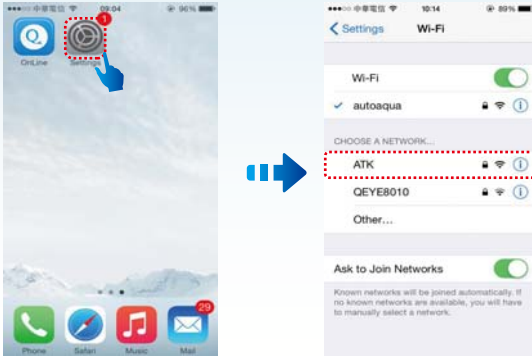 中華電信 09:04 96%
1
Q
OnLine Settings
29
Phone Safari Music Mail
中華電信 10:14 89%
Settings Wi-Fi
Wi-Fi
autoaqua
CHOOSE A NETWORK...
ATK
QEYE8010
Other...
Ask to Join Networks
Known networks will be joined automatically. If
no known networks are available, you will have
to manually select a network.